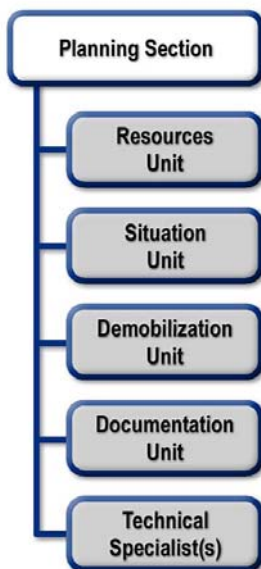 Planning Section
Resources
Unit
Situation
Unit
Demobilization
Unit
Documentation
Unit
Technical
Specialist(s)